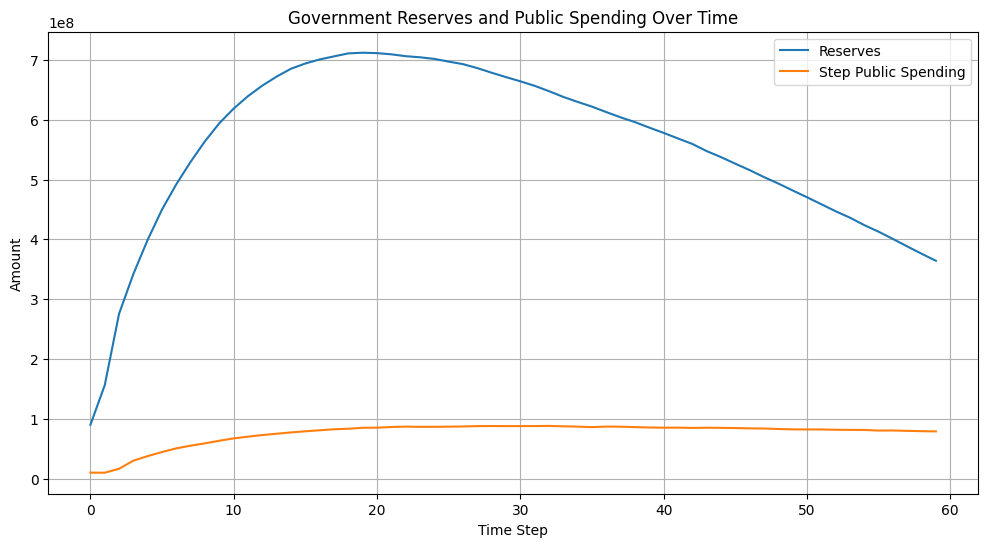 Government Reserves and Public Spending Over Time
1e8
Reserves
Step Public Spending
7
6
5
4
3
2
1
0
Amount
0 10 20 30 40 50 60
Time Step